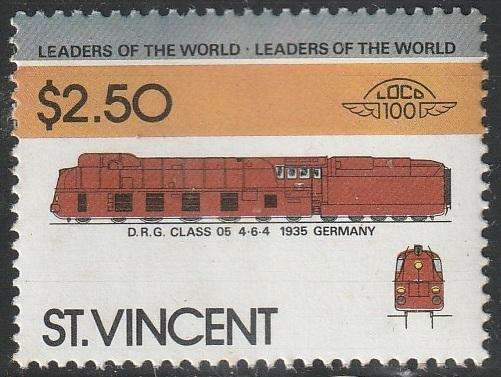 LEADERS OF THE WORLD · LEADERS OF THE WORLD
$2.50
LOCO
100
D.R.G. CLASS 05 4-6-4 1935 GERMANY
ST. VINCENT